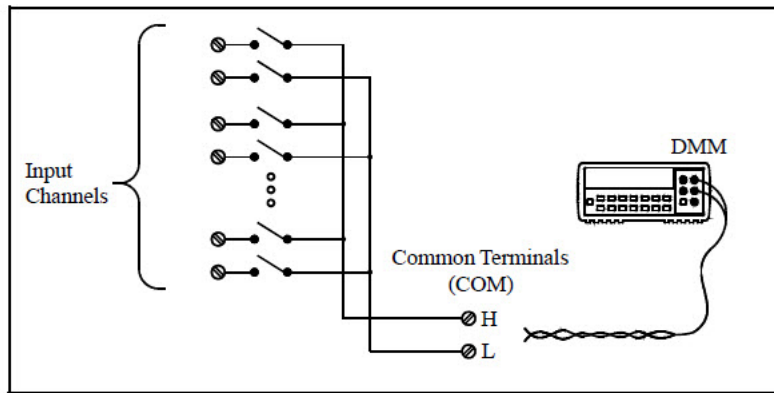 Input
Channels
DMM
Common Terminals
(COM)
H
L